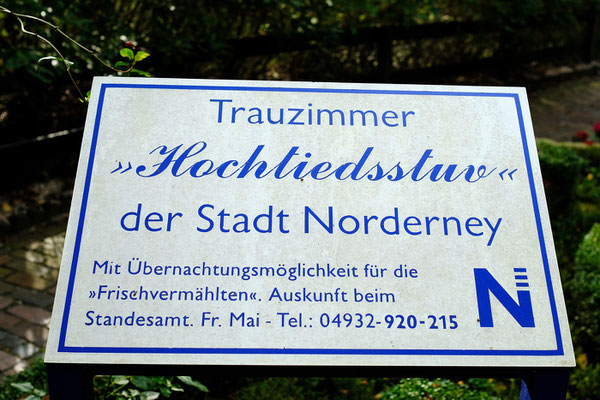 Trauzimmer
»Hochtiedsstuv«
der Stadt Norderney
Mit Übernachtungsmöglichkeit für die
»Frischvermählten«. Auskunft beim
Standesamt. Fr. Mai - Tel.: 04932-920-215
N